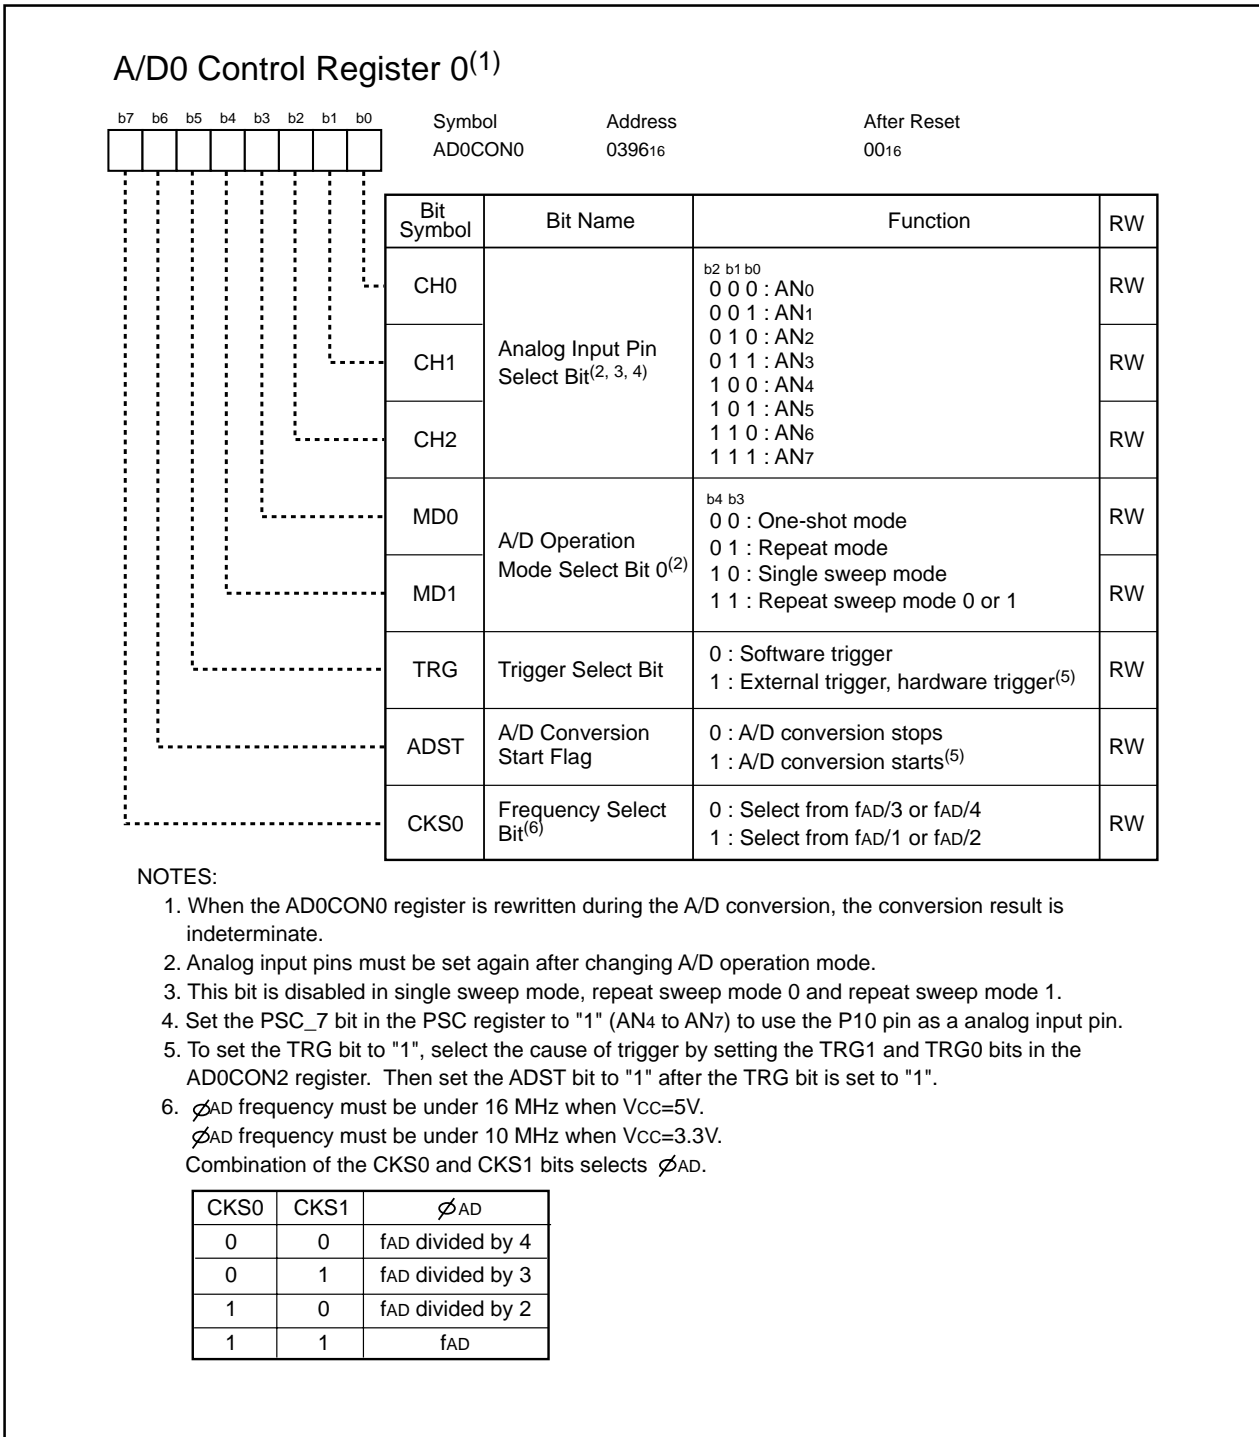 A/D0 Control Register 0(1)
b7 b6 b5 b4 b3 b2 b1 b0
Symbol Address After Reset
AD0CON0 039616 0016
Bit Symbol Bit Name Function RW
CH0
CH1
CH2
Analog Input Pin
Select Bit(2, 3, 4)
b2 b1 b0
0 0 0 : AN0
0 0 1 : AN1
0 1 0 : AN2
0 1 1 : AN3
1 0 0 : AN4
1 0 1 : AN5
1 1 0 : AN6
1 1 1 : AN7
RW
RW
RW
MD0
MD1
A/D Operation
Mode Select Bit 0(2)
b4 b3
0 0 : One-shot mode
0 1 : Repeat mode
1 0 : Single sweep mode
1 1 : Repeat sweep mode 0 or 1
RW
RW
TRG
Trigger Select Bit
0 : Software trigger
1 : External trigger, hardware trigger(5)
RW
ADST
A/D Conversion
Start Flag
0 : A/D conversion stops
1 : A/D conversion starts(5)
RW
CKS0
Frequency Select
Bit(6)
0 : Select from fAD/3 or fAD/4
1 : Select from fAD/1 or fAD/2
RW
NOTES:
1. When the AD0CON0 register is rewritten during the A/D conversion, the conversion result is
indeterminate.
2. Analog input pins must be set again after changing A/D operation mode.
3. This bit is disabled in single sweep mode, repeat sweep mode 0 and repeat sweep mode 1.
4. Set the PSC_7 bit in the PSC register to "1" (AN4 to AN7) to use the P10 pin as a analog input pin.
5. To set the TRG bit to "1", select the cause of trigger by setting the TRG1 and TRG0 bits in the
AD0CON2 register. Then set the ADST bit to "1" after the TRG bit is set to "1".
6. ØAD frequency must be under 16 MHz when VCC=5V.
ØAD frequency must be under 10 MHz when VCC=3.3V.
Combination of the CKS0 and CKS1 bits selects ØAD.
CKS0 CKS1 ØAD
0 0 fAD divided by 4
0 1 fAD divided by 3
1 0 fAD divided by 2
1 1 fAD